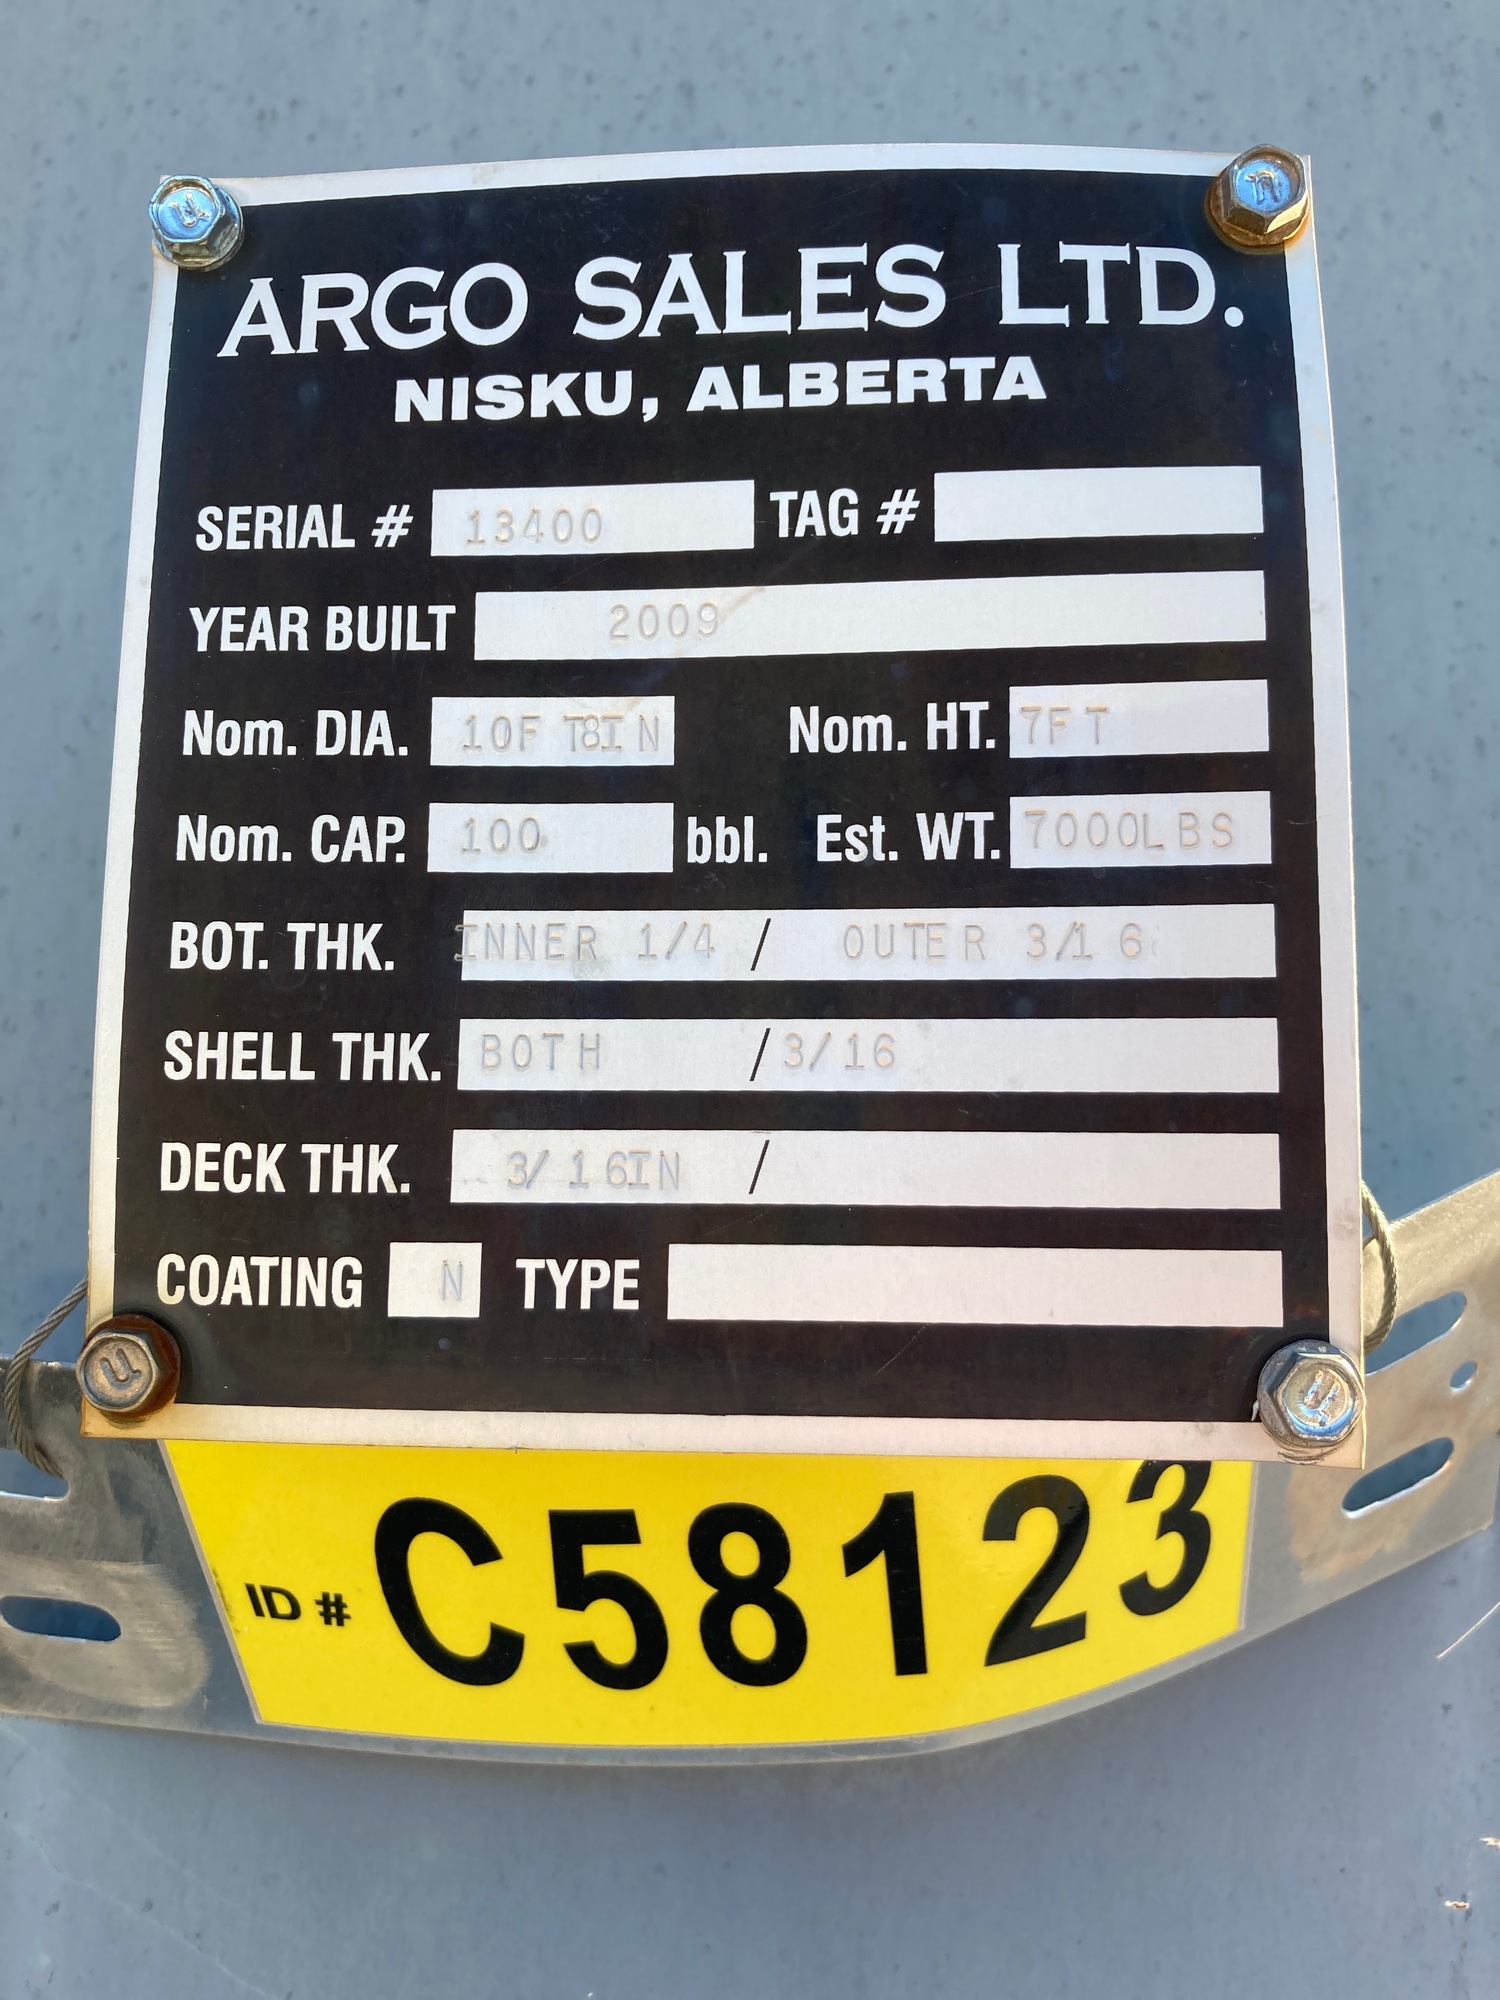 ARGO SALES LTD.
NISKU, ALBERTA
SERIAL # 13400 TAG #
YEAR BUILT 2009
Nom. DIA. 10FT8IN Nom. HT. 7FT
Nom. CAP. 100 bbl. Est. WT. 7000LBS
BOT. THK. INNER 1/4 / OUTER 3/16
SHELL THK. BOTH / 3/16
DECK THK. 3/16IN /
COATING N TYPE
ID # C58123